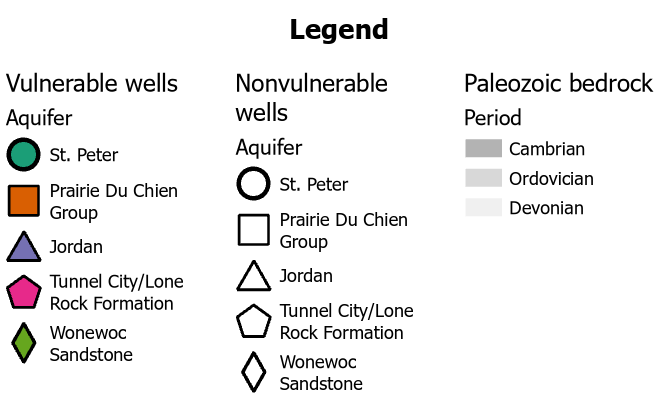 Legend
Vulnerable wells
Aquifer
St. Peter
Prairie Du Chien
Group
Jordan
Tunnel City/Lone
Rock Formation
Wonewoc
Sandstone
Nonvulnerable
wells
Aquifer
St. Peter
Prairie Du Chien
Group
Jordan
Tunnel City/Lone
Rock Formation
Wonewoc
Sandstone
Paleozoic bedrock
Period
Cambrian
Ordovician
Devonian